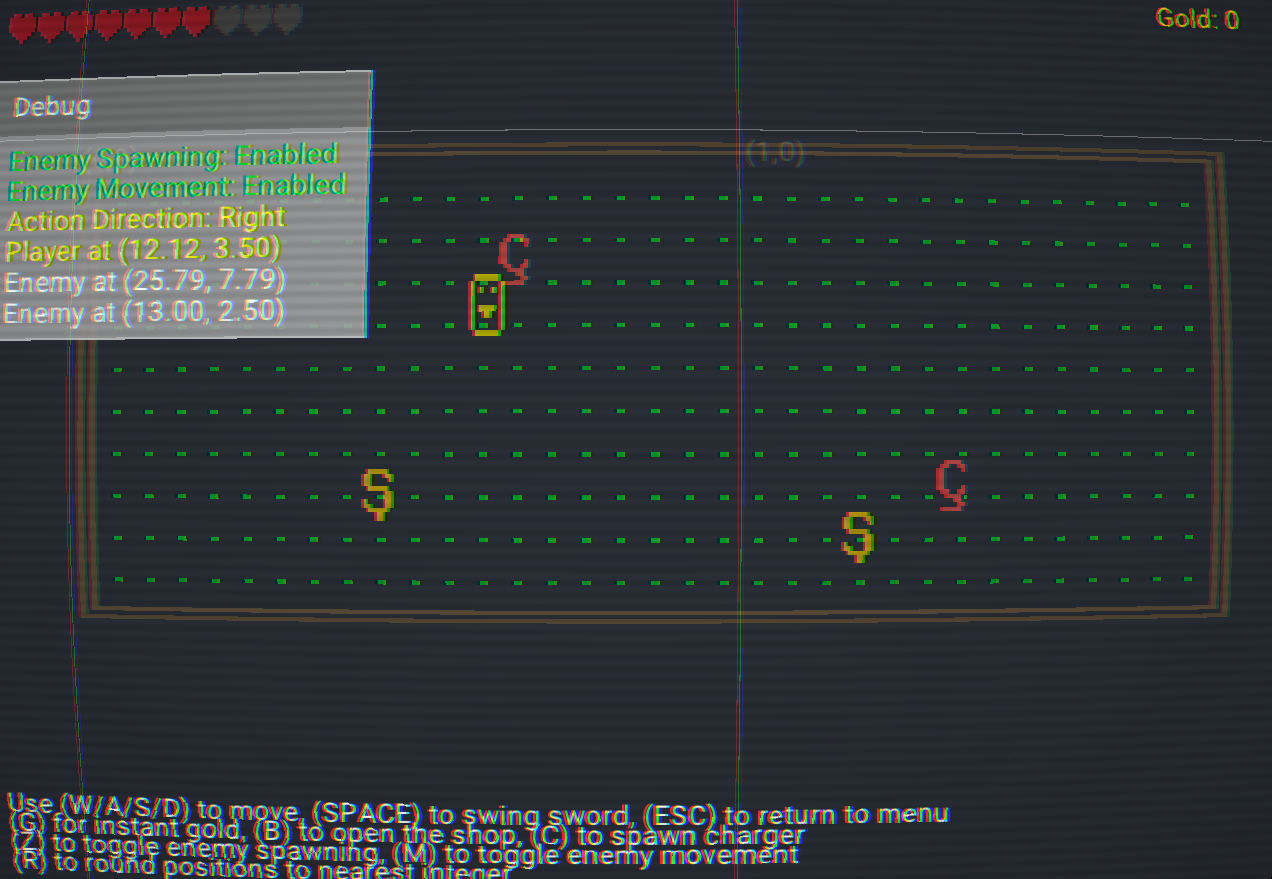 Gold: 0
Debug
Enemy Spawning: Enabled
Enemy Movement: Enabled
Action Direction: Right
Player at (12.12, 3.50)
Enemy at (25.79, 7.79)
Enemy at (13.00, 2.50)
(1,0)
Ç
Ç
Ş
Ş
Use (W/A/S/D) to move, (SPACE) to swing sword, (ESC) to return to menu
(G) for instant gold, (B) to open the shop, (C) to spawn charger
(Z) to toggle enemy spawning, (M) to toggle enemy movement
(R) to round positions to nearest integer